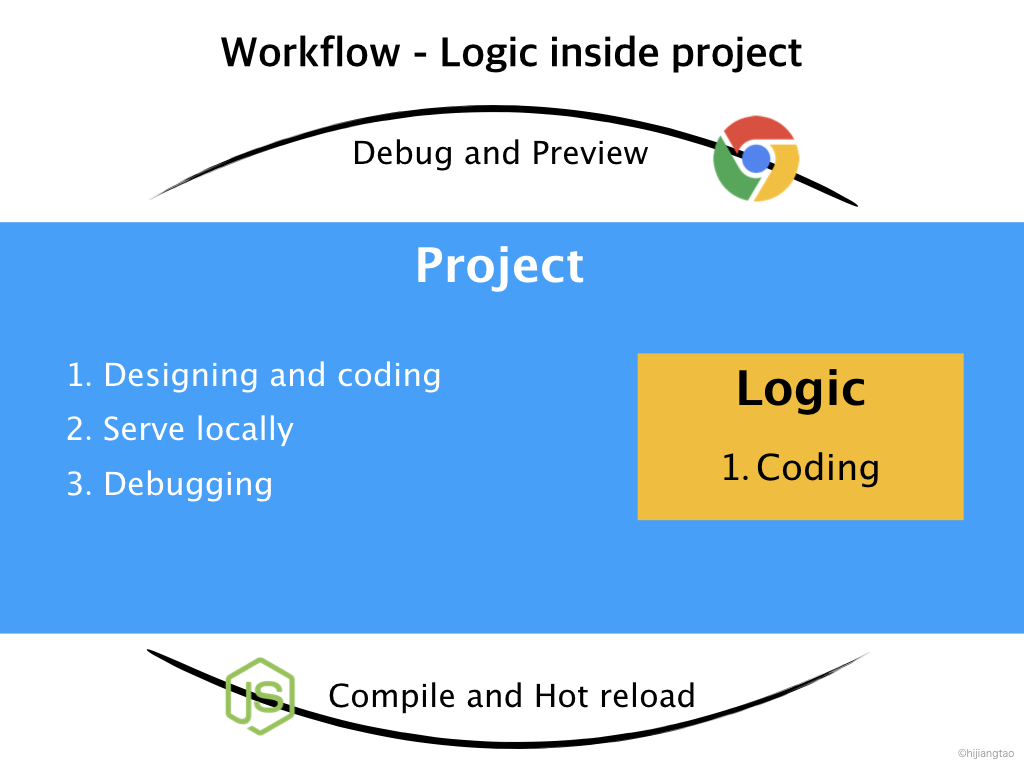 Workflow - Logic inside project
Debug and Preview
Project
1. Designing and coding
2. Serve locally
3. Debugging
Logic
1. Coding
JS
Compile and Hot reload
©hijiangtao